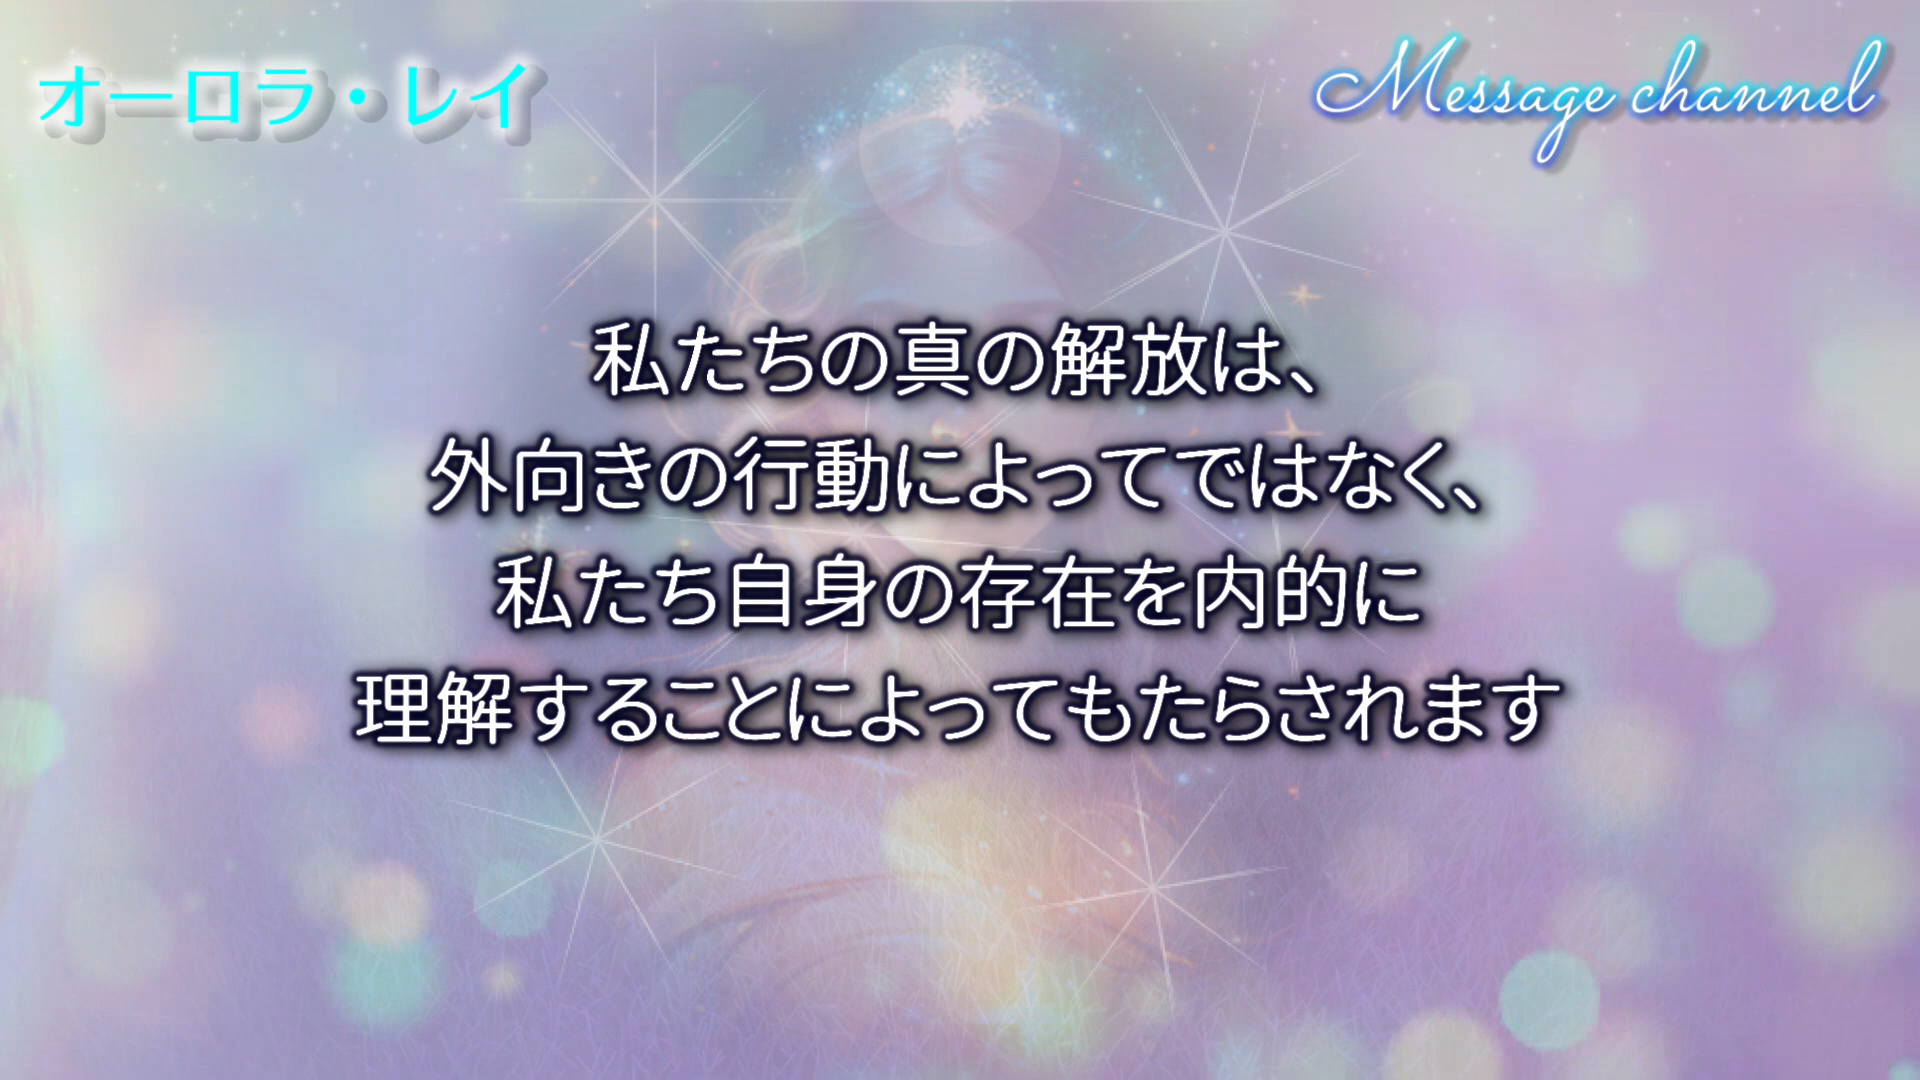 オーロラ・レイ
Message channel
私たちの真の解放は、
外向きの行動によってではなく、
私たち自身の存在を内的に
理解することによってもたらされます